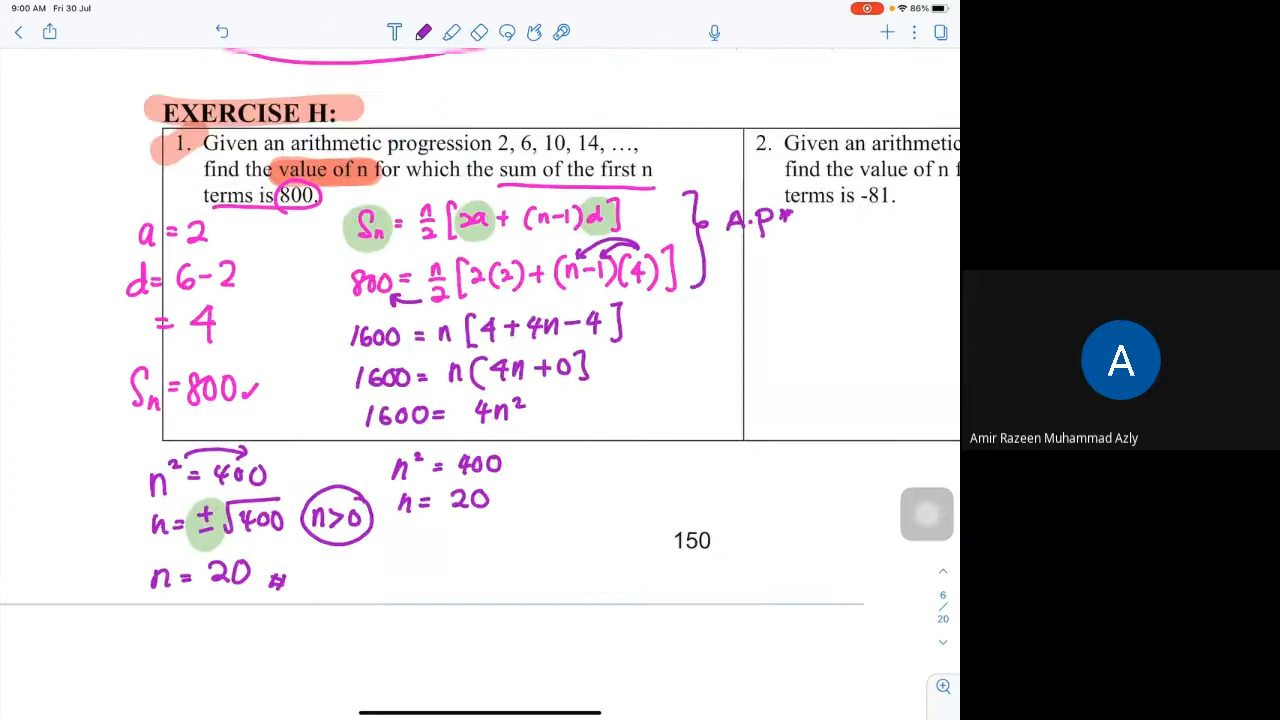 9:00 AM Fri 30 Jul
86%
EXERCISE H:
1. Given an arithmetic progression 2, 6, 10, 14, …,
find the value of n for which the sum of the first n
terms is 800.
2. Given an arithmetic
find the value of n f
terms is -81.
a = 2
d = 6 - 2
= 4
Sn = 800 ✓
Sn = n/2 [2a + (n-1)d]
800 = n/2 [2(2) + (n-1)(4)]
A.P*
1600 = n[4 + 4n - 4]
1600 = n(4n + 0]
1600 = 4n²
n² = 400
n = 20
n² = 400
n = ±√400
n>0
n = 20 #
150
6
/
20
A
Amir Razeen Muhammad Azly